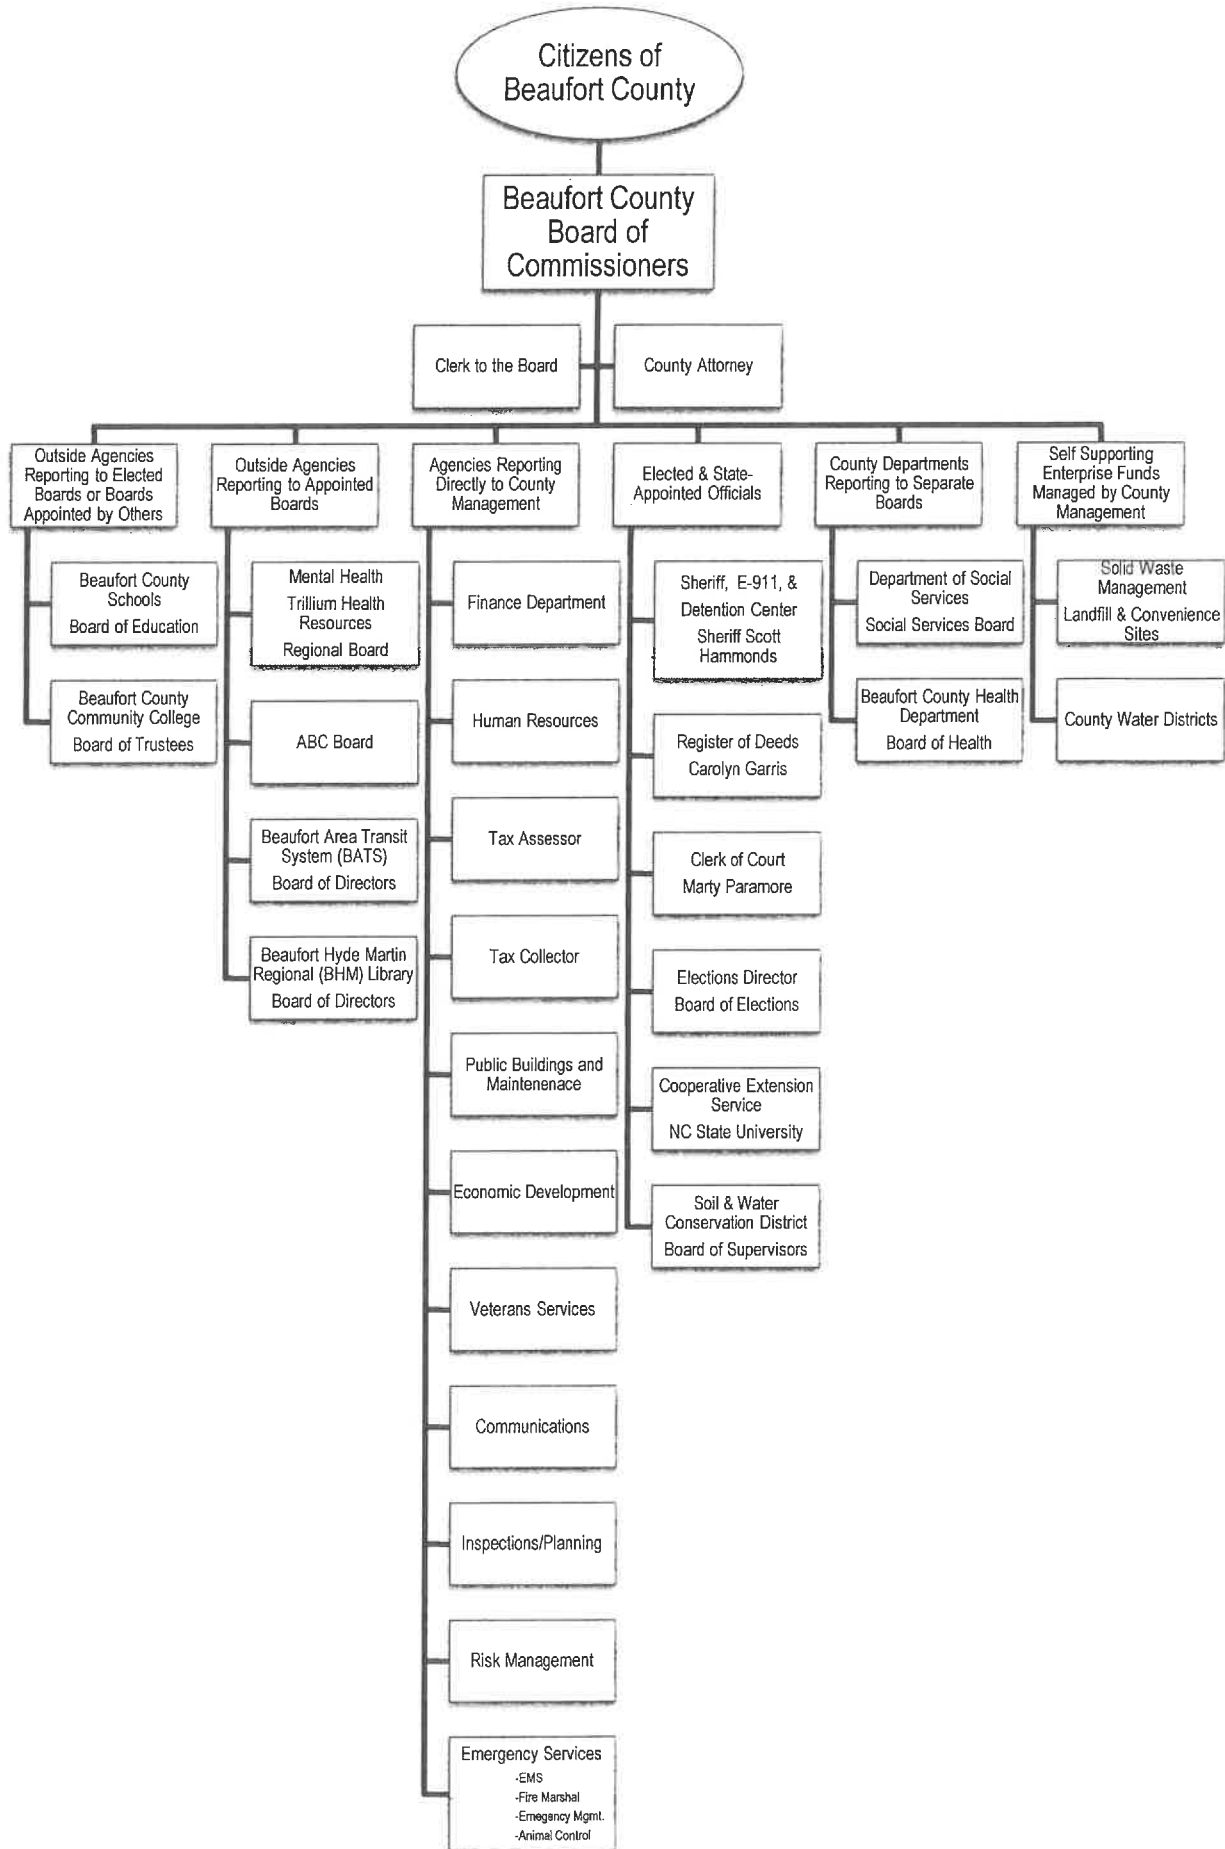 Citizens of
Beaufort County
Beaufort County
Board of
Commissioners
Clerk to the Board
County Attorney
Outside Agencies
Reporting to Elected
Boards or Boards
Appointed by Others
Beaufort County
Schools
Board of Education
Beaufort County
Community College
Board of Trustees
Outside Agencies
Reporting to Appointed
Boards
Mental Health
Trillium Health
Resources
Regional Board
ABC Board
Beaufort Area Transit
System (BATS)
Board of Directors
Beaufort Hyde Martin
Regional (BHM) Library
Board of Directors
Agencies Reporting
Directly to County
Management
Finance Department
Human Resources
Tax Assessor
Tax Collector
Public Buildings and
Maintenenace
Economic Development
Veterans Services
Communications
Inspections/Planning
Risk Management
Emergency Services
-EMS
-Fire Marshal
-Emegency Mgmt.
-Animal Control
Elected & State-
Appointed Officials
Sheriff, E-911, &
Detention Center
Sheriff Scott
Hammonds
Register of Deeds
Carolyn Garris
Clerk of Court
Marty Paramore
Elections Director
Board of Elections
Cooperative Extension
Service
NC State University
Soil & Water
Conservation District
Board of Supervisors
County Departments
Reporting to Separate
Boards
Department of Social
Services
Social Services Board
Beaufort County Health
Department
Board of Health
Self Supporting
Enterprise Funds
Managed by County
Management
Solid Waste
Management
Landfill & Convenience
Sites
County Water Districts